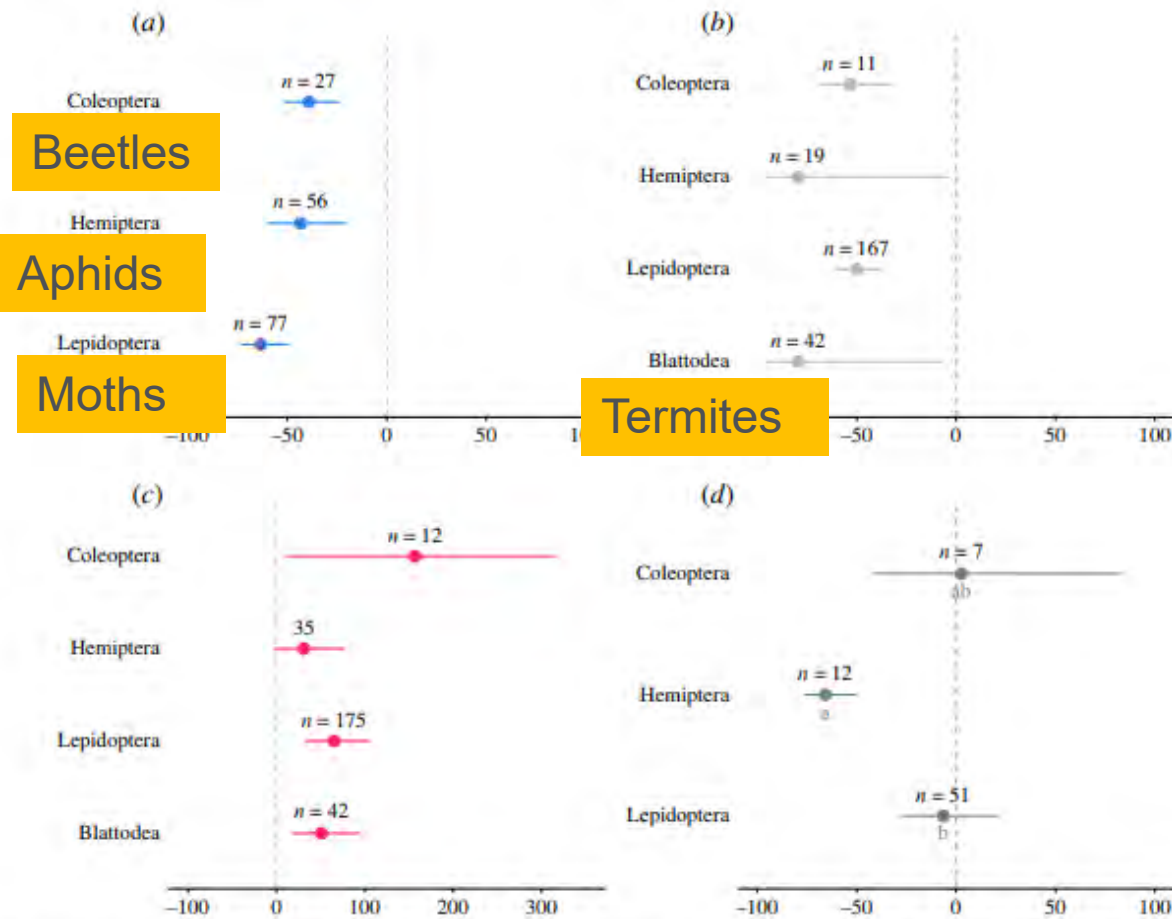 (a)
n = 27
Coleoptera
Beetles
n = 56
Hemiptera
Aphids
n = 77
Lepidoptera
Moths
−100 −50 0 50
(b)
n = 11
Coleoptera
n = 19
Hemiptera
n = 167
Lepidoptera
n = 42
Blattodea
Termites
−50 0 50 100
(c)
n = 12
Coleoptera
35
Hemiptera
n = 175
Lepidoptera
n = 42
Blattodea
−100 0 100 200 300
(d)
n = 7
Coleoptera
ab
n = 12
Hemiptera
a
n = 51
Lepidoptera
b
−100 −50 0 50 100